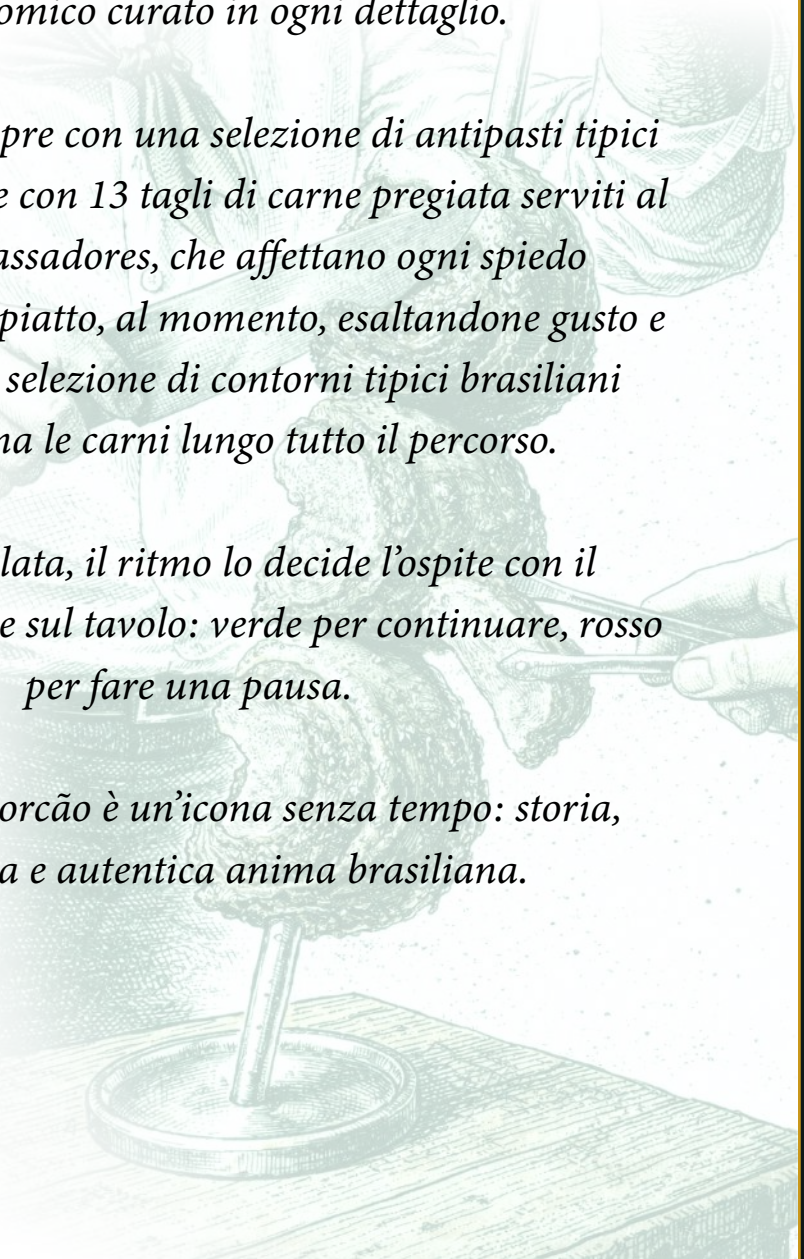 omico curato in ogni dettaglio.
pre con una selezione di antipasti tipici
e con 13 tagli di carne pregiata serviti al
assadores, che affettano ogni spiedo
piatto, al momento, esaltandone gusto e
selezione di contorni tipici brasiliani
na le carni lungo tutto il percorso.
lata, il ritmo lo decide l’ospite con il
e sul tavolo: verde per continuare, rosso
per fare una pausa.
orcão è un’icona senza tempo: storia,
a e autentica anima brasiliana.